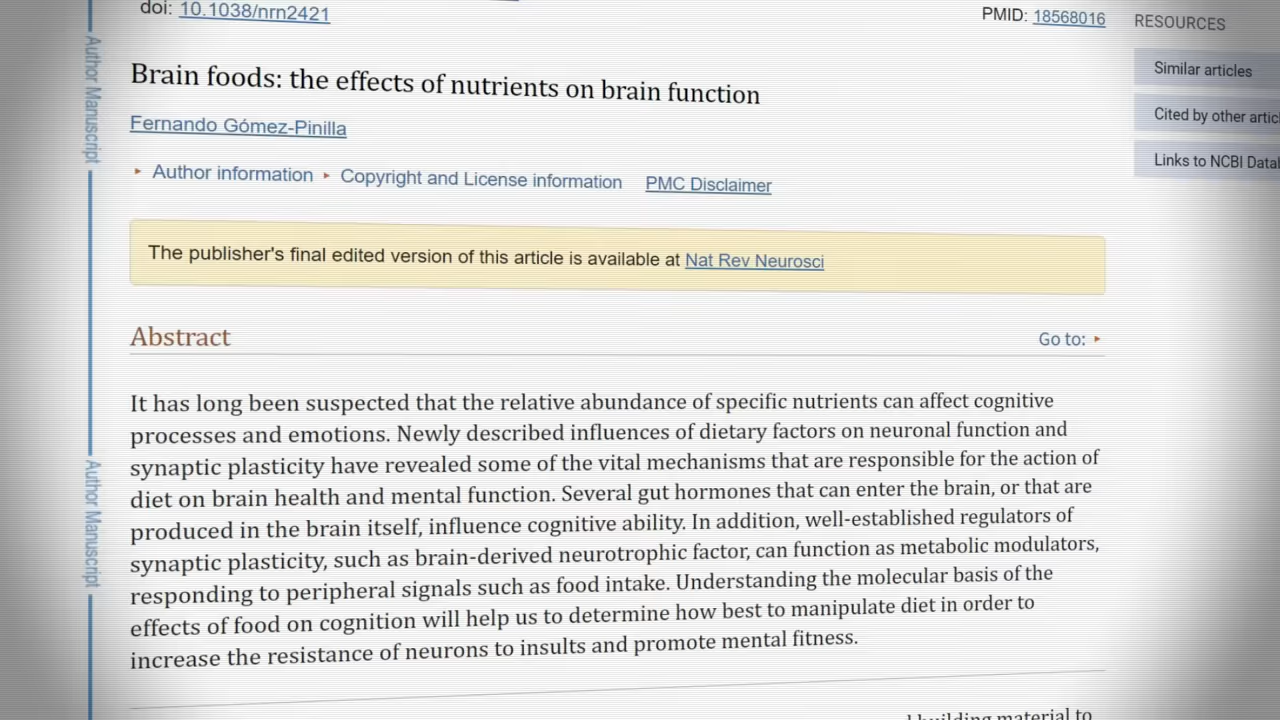 doi: 10.1038/nrn2421
PMID: 18568016
RESOURCES
Similar articles
Cited by other
Links to NCBI
Author Manuscript
Brain foods: the effects of nutrients on brain function
Fernando Gómez-Pinilla
Author information Copyright and License information PMC Disclaimer
The publisher's final edited version of this article is available at Nat Rev Neurosci
Abstract
Go to:
It has long been suspected that the relative abundance of specific nutrients can affect cognitive
processes and emotions. Newly described influences of dietary factors on neuronal function and
synaptic plasticity have revealed some of the vital mechanisms that are responsible for the action of
diet on brain health and mental function. Several gut hormones that can enter the brain, or that are
produced in the brain itself, influence cognitive ability. In addition, well-established regulators of
synaptic plasticity, such as brain-derived neurotrophic factor, can function as metabolic modulators,
responding to peripheral signals such as food intake. Understanding the molecular basis of the
effects of food on cognition will help us to determine how best to manipulate diet in order to
increase the resistance of neurons to insults and promote mental fitness.
Author Manuscript
building material to